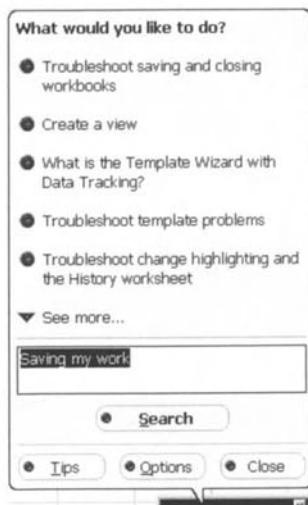 What would you like to do?
Troubleshoot saving and closing
workbooks
Create a view
What is the Template Wizard with
Data Tracking?
Troubleshoot template problems
Troubleshoot change highlighting and
the History worksheet
See more...
Saving my work
Search
Tips Options Close